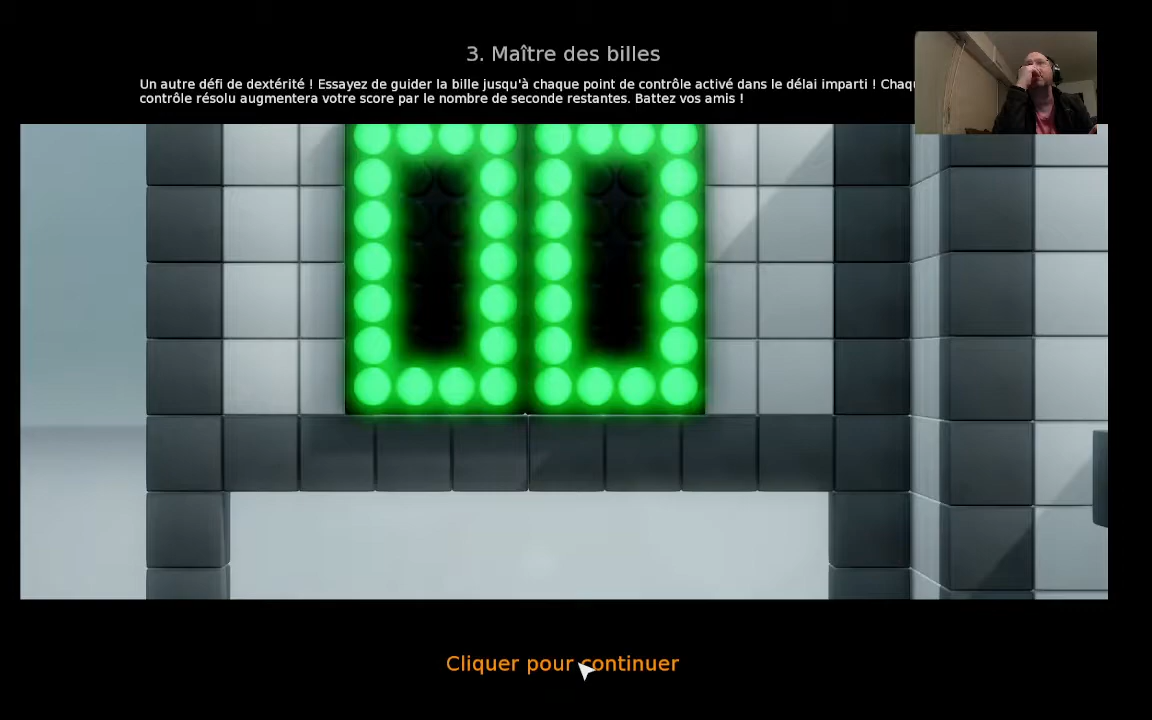 3. Maître des billes
Un autre défi de dextérité ! Essayez de guider la bille jusqu'à chaque point de contrôle activé dans le délai imparti !
contrôle résolu augmentera votre score par le nombre de seconde restantes. Battez vos amis !
00
Cliquer pour continuer